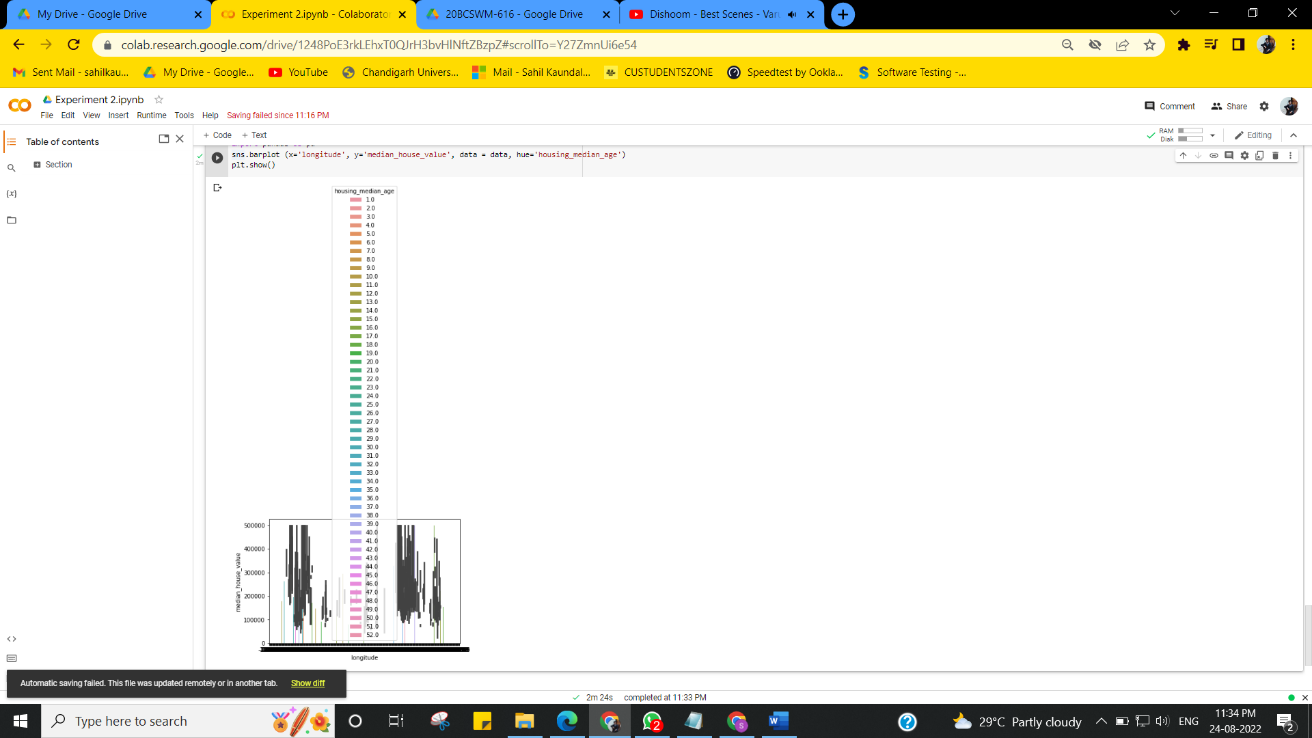 My Drive - Google Drive
Experiment 2.ipynb - Colaborato
20BCSWM-616 - Google Drive
Dishoom - Best Scenes - Van
colab.research.google.com/drive/1248PoE3rkLEhxT0QJrH3bvHlNftZBzpZ#scrollTo=Y27ZmnUi6e54
Sent Mail - sahilkau...
My Drive - Google...
YouTube
Chandigarh Univers...
Mail - Sahil Kaundal...
CUSTUDENTSZONE
Speedtest by Ookla...
Software Testing -...
Experiment 2.ipynb
Comment
Share
File Edit View Insert Runtime Tools Help Saving failed since 11:16 PM
Table of contents
+ Code + Text
RAM
Disk
Editing
Section
sns.barplot (x='longitude', y='median_house_value', data = data, hue='housing_median_age')
plt.show()
{x}
housing_median_age
1.0
2.0
3.0
4.0
5.0
6.0
7.0
8.0
9.0
10.0
11.0
12.0
13.0
14.0
15.0
16.0
17.0
18.0
19.0
20.0
21.0
22.0
23.0
24.0
25.0
26.0
27.0
28.0
29.0
30.0
31.0
32.0
33.0
34.0
35.0
36.0
37.0
38.0
39.0
40.0
41.0
42.0
43.0
44.0
45.0
46.0
47.0
48.0
49.0
50.0
51.0
52.0
500000
400000
300000
200000
100000
0
median_house_value
longitude
Automatic saving failed. This file was updated remotely or in another tab. Show diff
2m 24s completed at 11:33 PM
Type here to search
2
29°C Partly cloudy
ENG
11:34 PM
24-08-2022
2